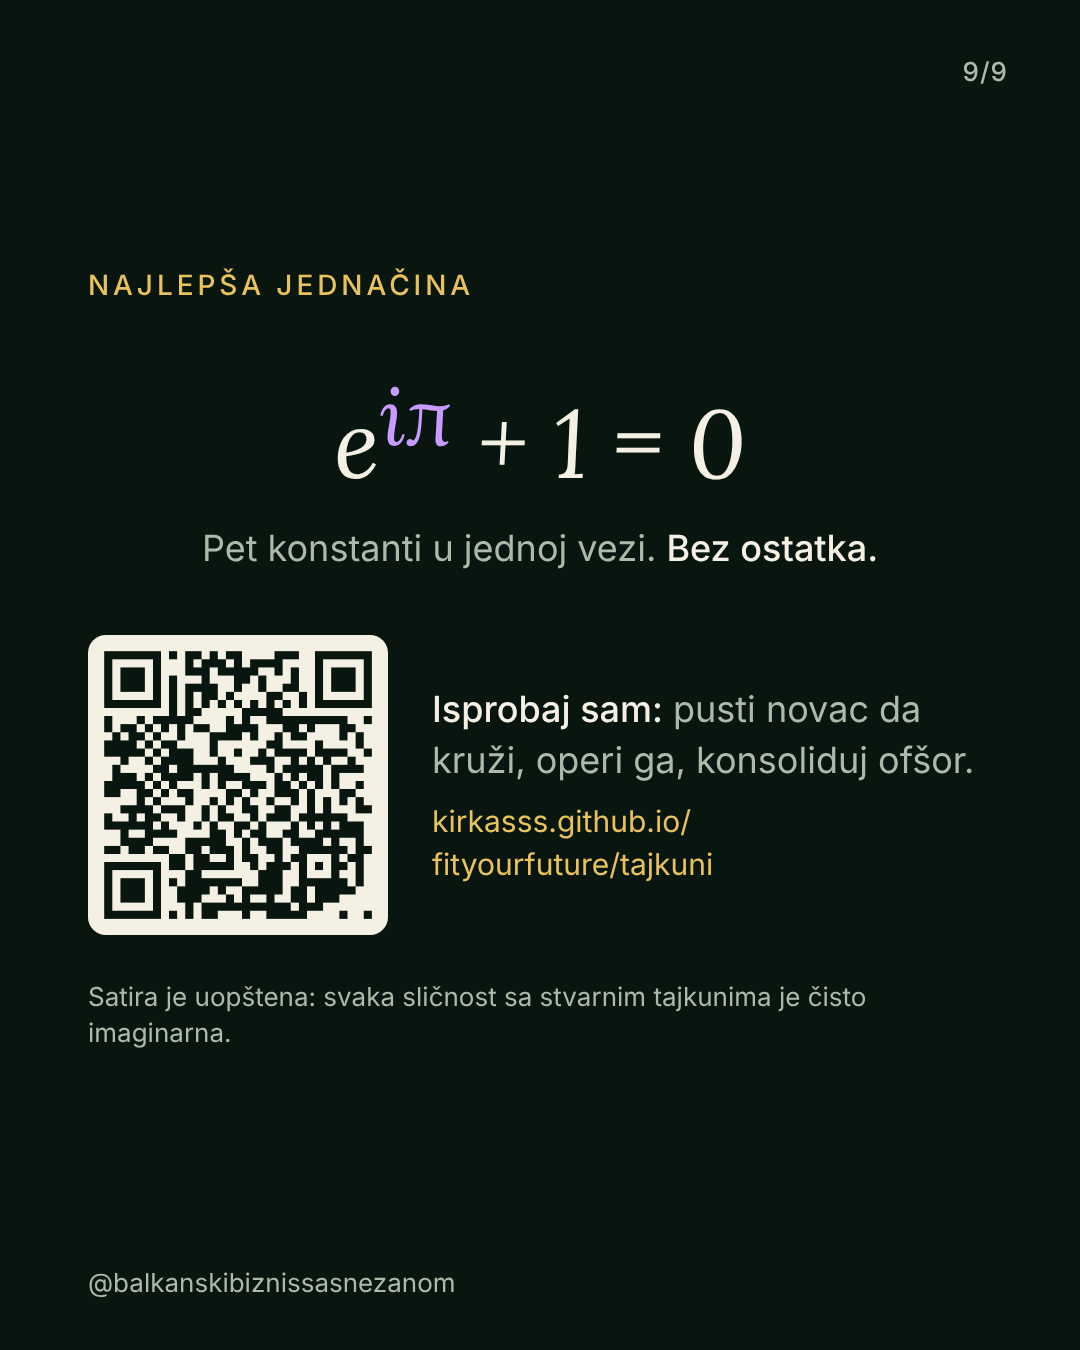 9/9
NAJLEPŠA JEDNAČINA
e^{iπ} + 1 = 0
Pet konstanti u jednoj vezi. Bez ostatka.
Isprobaj sam: pusti novac da
kruži, operi ga, konsoliduj ofšor.
kirkasss.github.io/
fityourfuture/tajkuni
Satira je uopštena: svaka sličnost sa stvarnim tajkunima je čisto
imaginarna.
@balkanskibiznissasnezanom